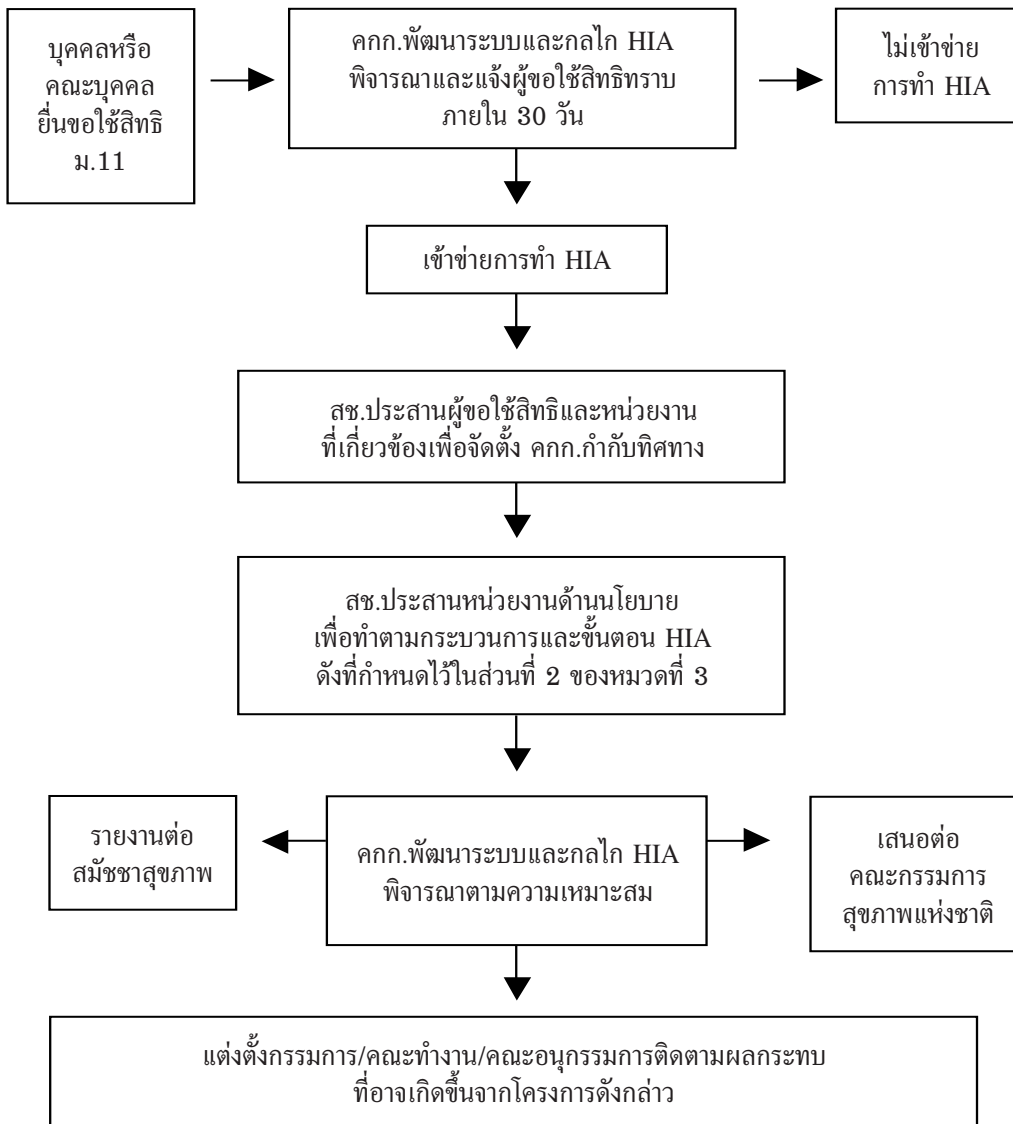 บุคคลหรือ
คณะบุคคล
ยื่นขอใช้สิทธิ
ม.11
คกก.พัฒนาระบบและกลไก HIA
พิจารณาและแจ้งผู้ขอใช้สิทธิทราบ
ภายใน 30 วัน
ไม่เข้าข่าย
การทำ HIA
เข้าข่ายการทำ HIA
สช.ประสานผู้ขอใช้สิทธิและหน่วยงาน
ที่เกี่ยวข้องเพื่อจัดตั้ง คกก.กำกับทิศทาง
สช.ประสานหน่วยงานด้านนโยบาย
เพื่อทำตามกระบวนการและขั้นตอน HIA
ดังที่กำหนดไว้ในส่วนที่ 2 ของหมวดที่ 3
รายงานต่อ
สมัชชาสุขภาพ
คกก.พัฒนาระบบและกลไก HIA
พิจารณาตามความเหมาะสม
เสนอต่อ
คณะกรรมการ
สุขภาพแห่งชาติ
แต่งตั้งกรรมการ/คณะทำงาน/คณะอนุกรรมการติดตามผลกระทบ
ที่อาจเกิดขึ้นจากโครงการดังกล่าว